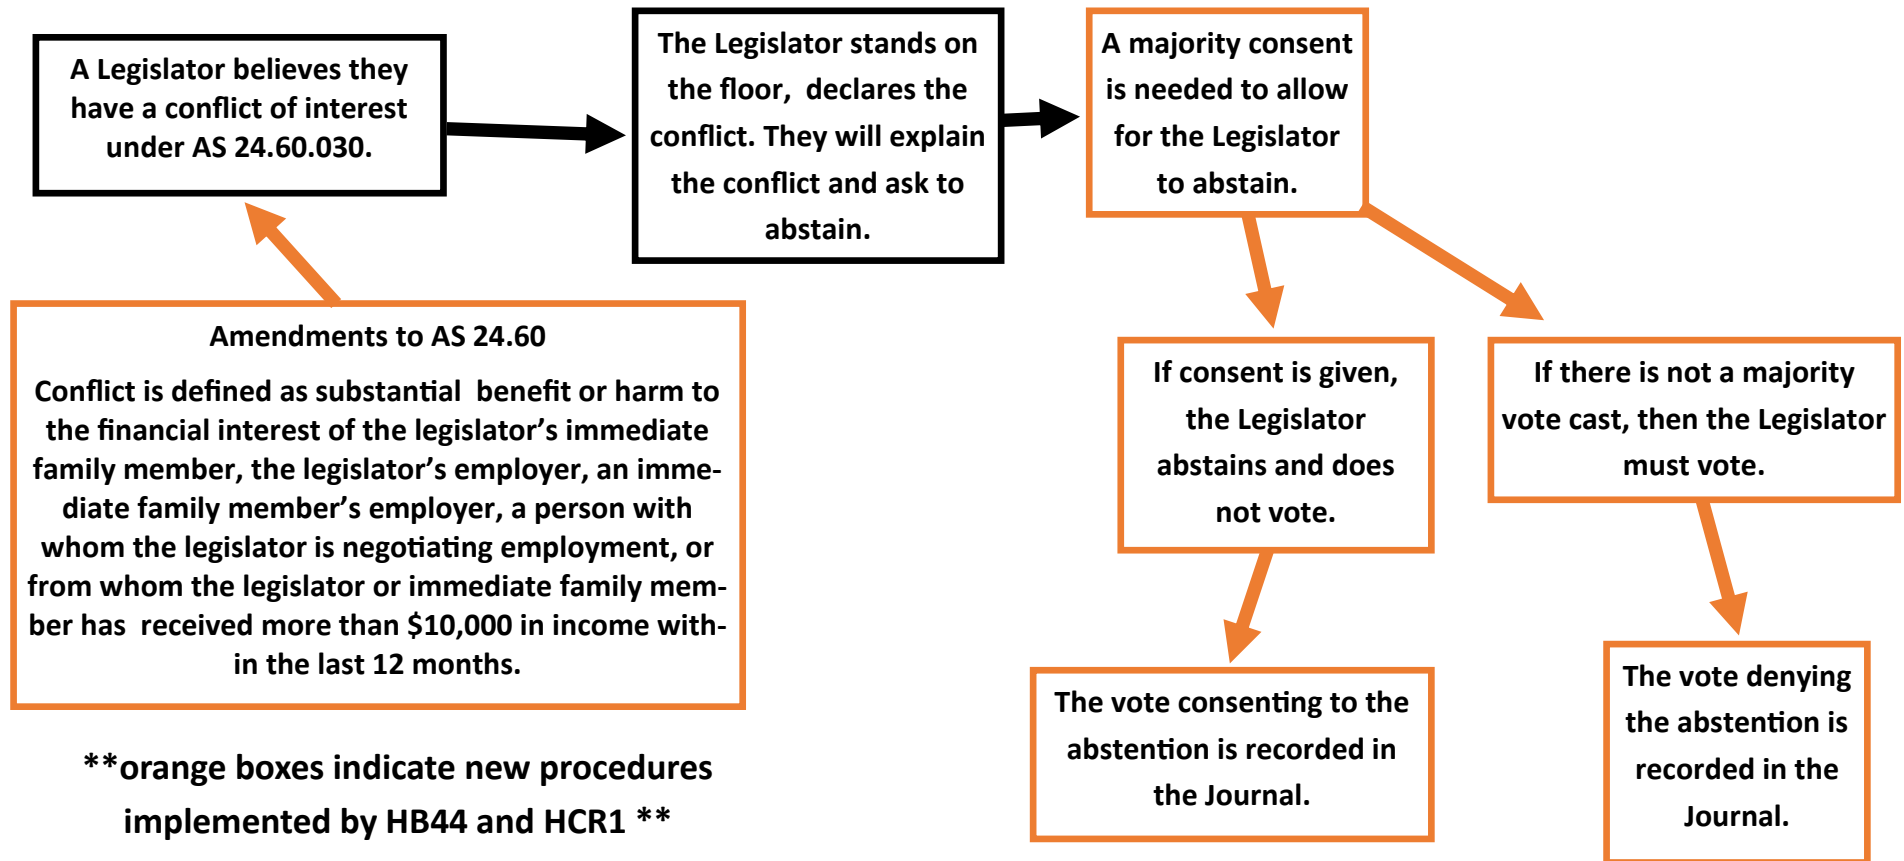 A Legislator believes they
have a conflict of interest
under AS 24.60.030.
The Legislator stands on
the floor, declares the
conflict. They will explain
the conflict and ask to
abstain.
A majority consent
is needed to allow
for the Legislator
to abstain.
Amendments to AS 24.60
Conflict is defined as substantial benefit or harm to
the financial interest of the legislator’s immediate
family member, the legislator’s employer, an imme-
diate family member’s employer, a person with
whom the legislator is negotiating employment, or
from whom the legislator or immediate family mem-
ber has received more than $10,000 in income with-
in the last 12 months.
If consent is given,
the Legislator
abstains and does
not vote.
If there is not a majority
vote cast, then the Legislator
must vote.
The vote consenting to the
abstention is recorded in
the Journal.
The vote denying
the abstention is
recorded in the
Journal.
**orange boxes indicate new procedures
implemented by HB44 and HCR1 **